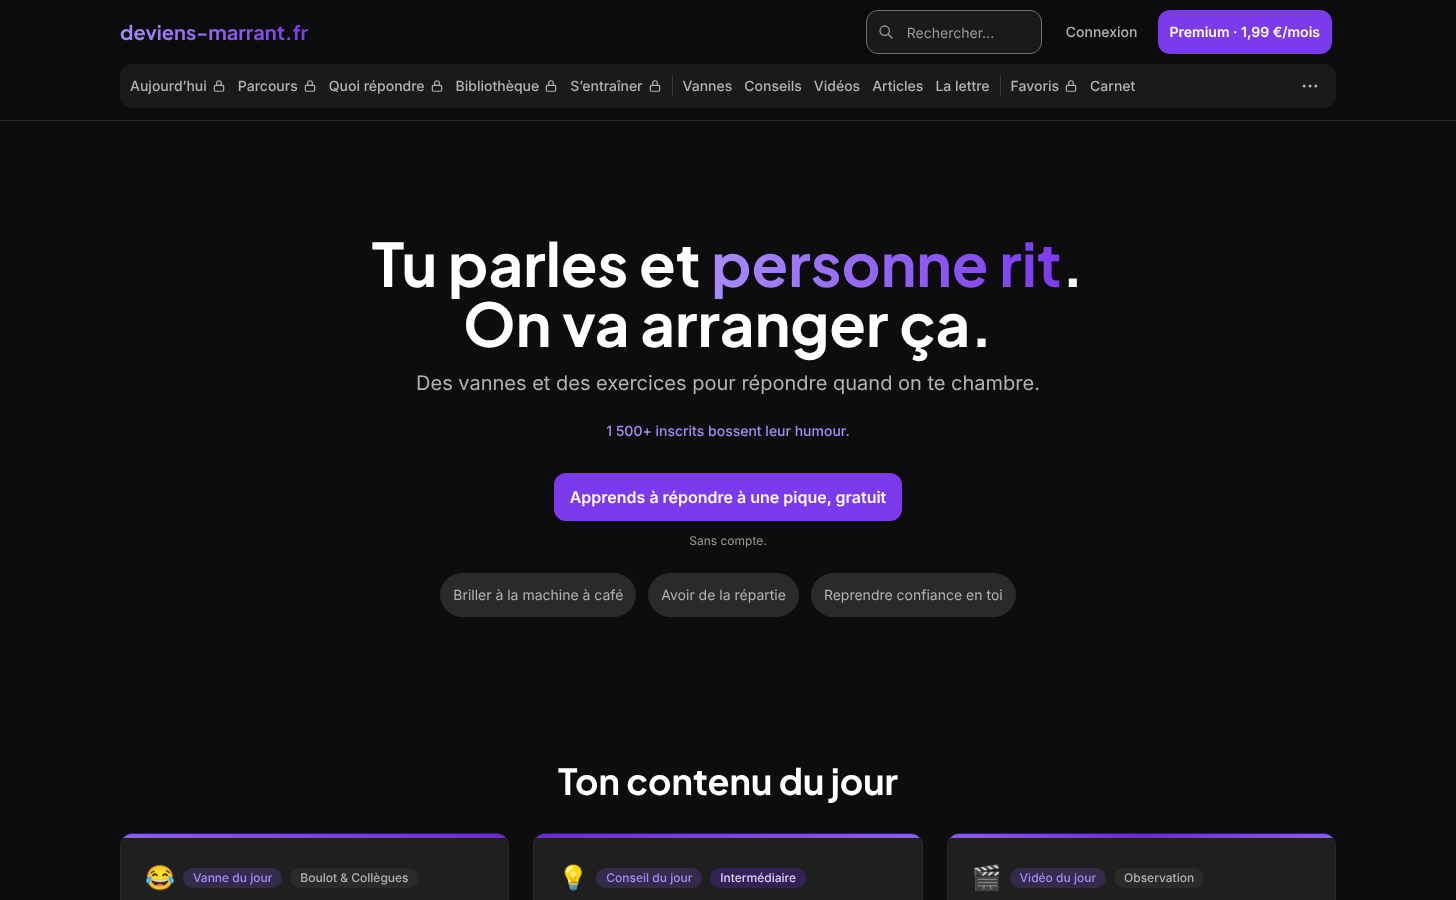 deviens-marrant.fr
Rechercher...
Connexion
Premium · 1,99 €/mois
Aujourd’hui
Parcours
Quoi répondre
Bibliothèque
S’entraîner
Vannes
Conseils
Vidéos
Articles
La lettre
Favoris
Carnet
Tu parles et personne rit.
On va arranger ça.
Des vannes et des exercices pour répondre quand on te chambre.
1 500+ inscrits bossent leur humour.
Apprends à répondre à une pique, gratuit
Sans compte.
Briller à la machine à café
Avoir de la répartie
Reprendre confiance en toi
Ton contenu du jour
Vanne du jour
Boulot & Collègues
Conseil du jour
Intermédiaire
Vidéo du jour
Observation